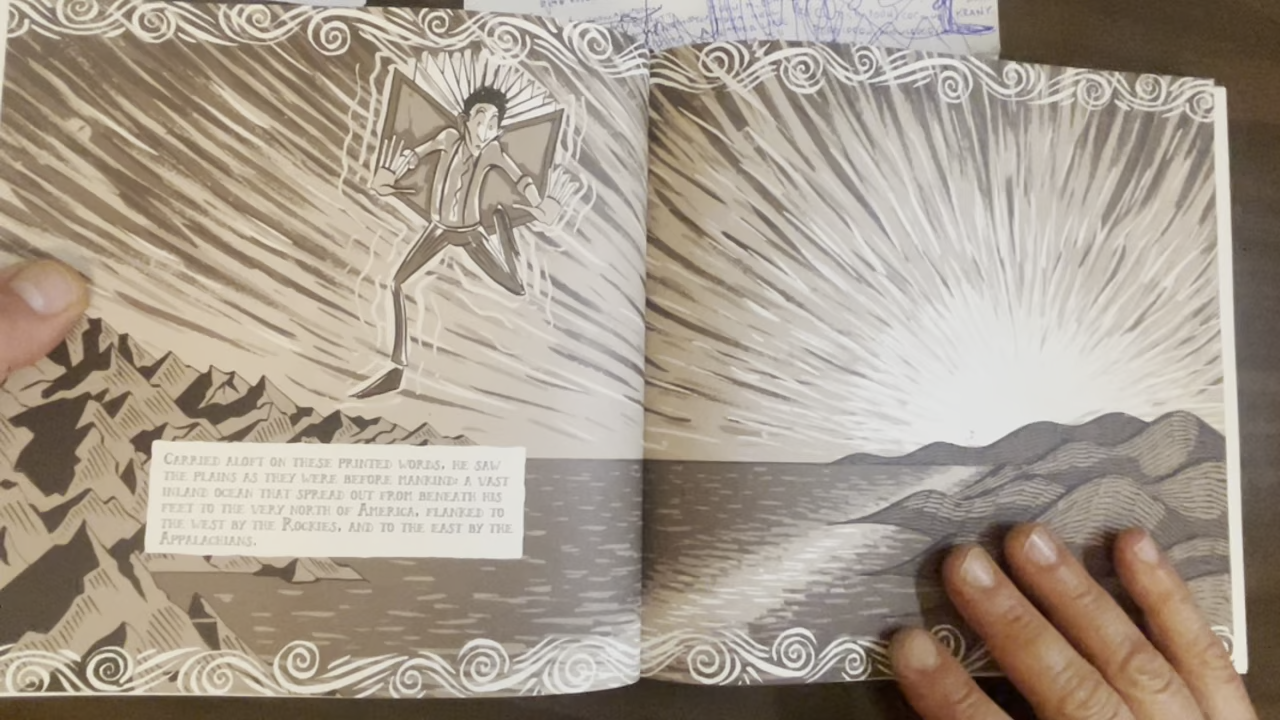 Carried aloft on these printed words, he saw
the plains as they were before mankind: a vast
inland ocean that spread out from beneath his
feet to the very north of America, flanked to
the west by the Rockies, and to the east by the
Appalachians.